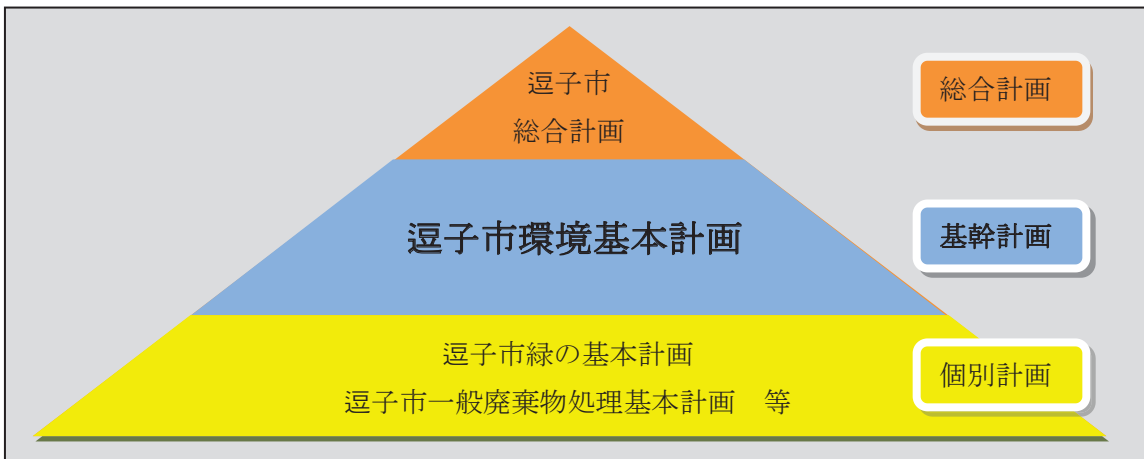 逗子市
総合計画
総合計画
逗子市環境基本計画
基幹計画
逗子市緑の基本計画
逗子市一般廃棄物処理基本計画　等
個別計画